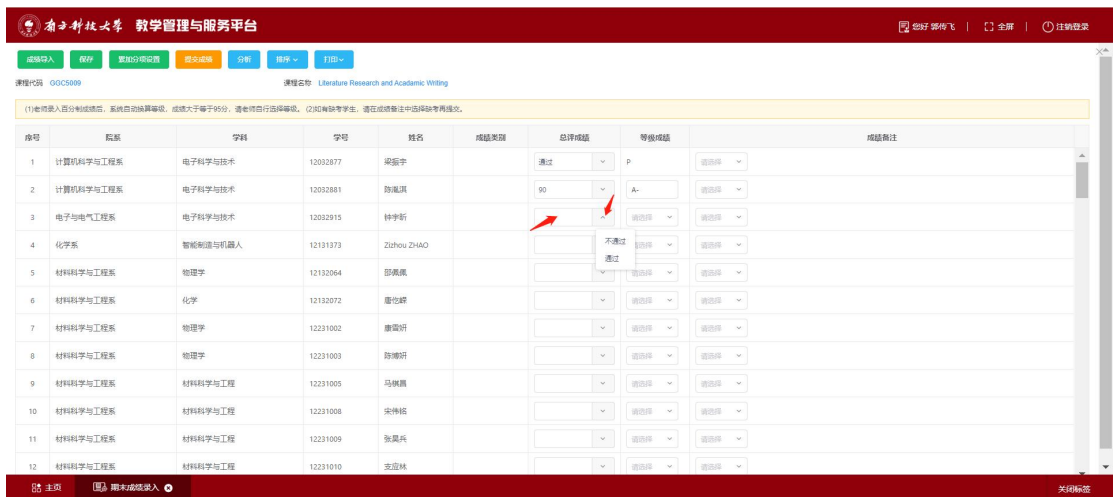 南方科技大学 教学管理与服务平台 您好 郭传飞 | 全屏 | 注销登录
成绩导入 保存 累加分项设置 提交成绩 分析 排序 打印
课程代码 GGC5009 课程名称 Literature Research and Acadamic Writing
(1)老师录入百分制成绩后，系统自动换算等级，成绩大于等于95分，请老师自行选择等级。 (2)如有缺考学生，请在成绩备注中选择缺考再提交。
序号 院系 学科 学号 姓名 成绩类别 总评成绩 等级成绩 成绩备注
1 计算机科学与工程系 电子科学与技术 12032877 梁振宇 通过 P 请选择
2 计算机科学与工程系 电子科学与技术 12032881 陈胤淇 90 A- 请选择
3 电子与电气工程系 电子科学与技术 12032915 钟宇新 请选择 请选择
不通过
4 化学系 智能制造与机器人 12131373 Zizhou ZHAO 请选择 请选择
通过
5 材料科学与工程系 物理学 12132064 请选择 请选择
6 材料科学与工程系 化学 12132072 请选择 请选择
7 材料科学与工程系 物理学 12231002 康雷妍 请选择 请选择
8 材料科学与工程系 物理学 12231003 请选择 请选择
9 材料科学与工程系 材料科学与工程 12231005 马棋昌 请选择 请选择
10 材料科学与工程系 材料科学与工程 12231008 宋伟铭 请选择 请选择
11 材料科学与工程系 材料科学与工程 12231009 张昊兵 请选择 请选择
12 材料科学与工程系 材料科学与工程 12231010 支应林 请选择 请选择
主页 期末成绩录入 关闭标签